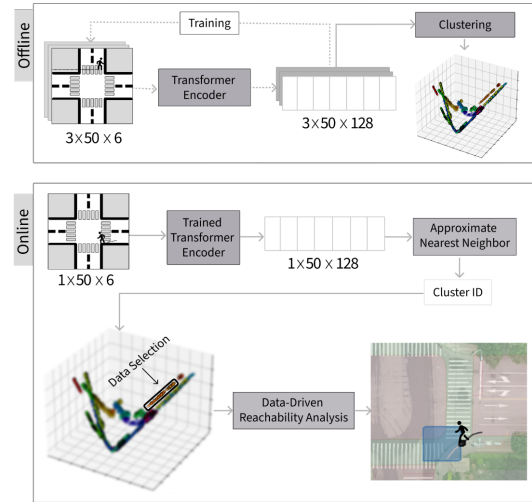 Offline
Training
Clustering
Transformer
Encoder
3×50×6
3×50×128
Online
Trained
Transformer
Encoder
Approximate
Nearest Neighbor
1×50×6
1×50×128
Cluster ID
Data Selection
Data-Driven
Reachability Analysis